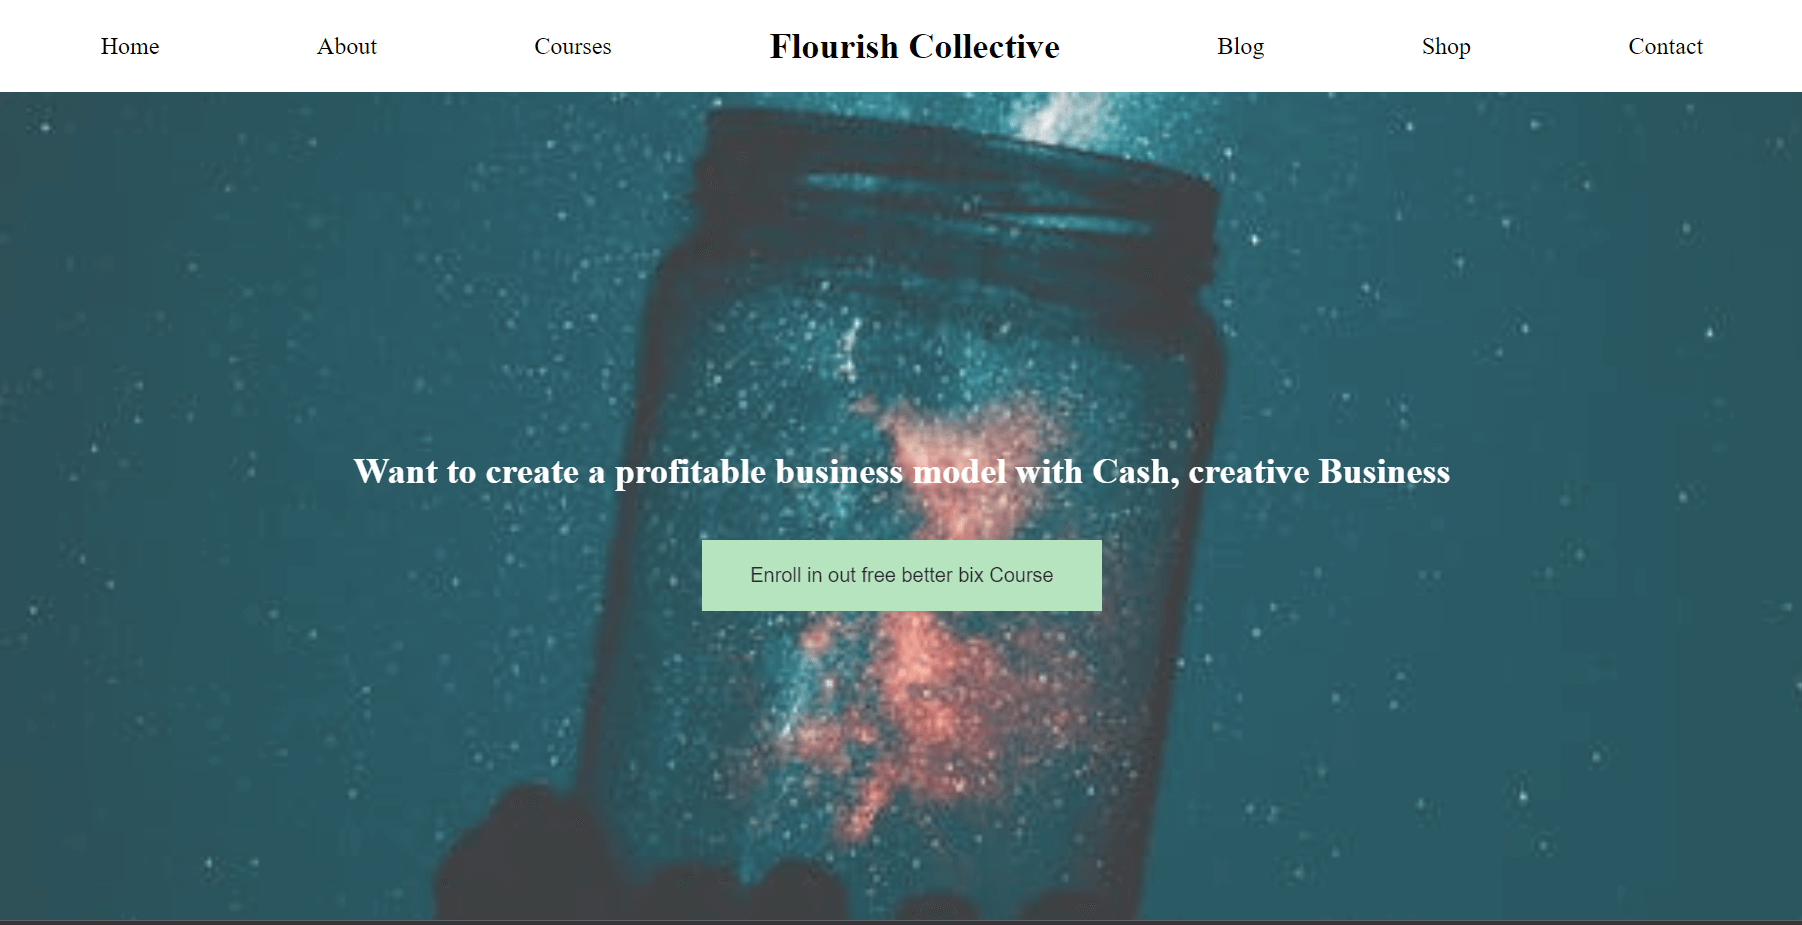 Home About Courses Flourish Collective Blog Shop Contact
Want to create a profitable business model with Cash, creative Business
Enroll in out free better bix Course